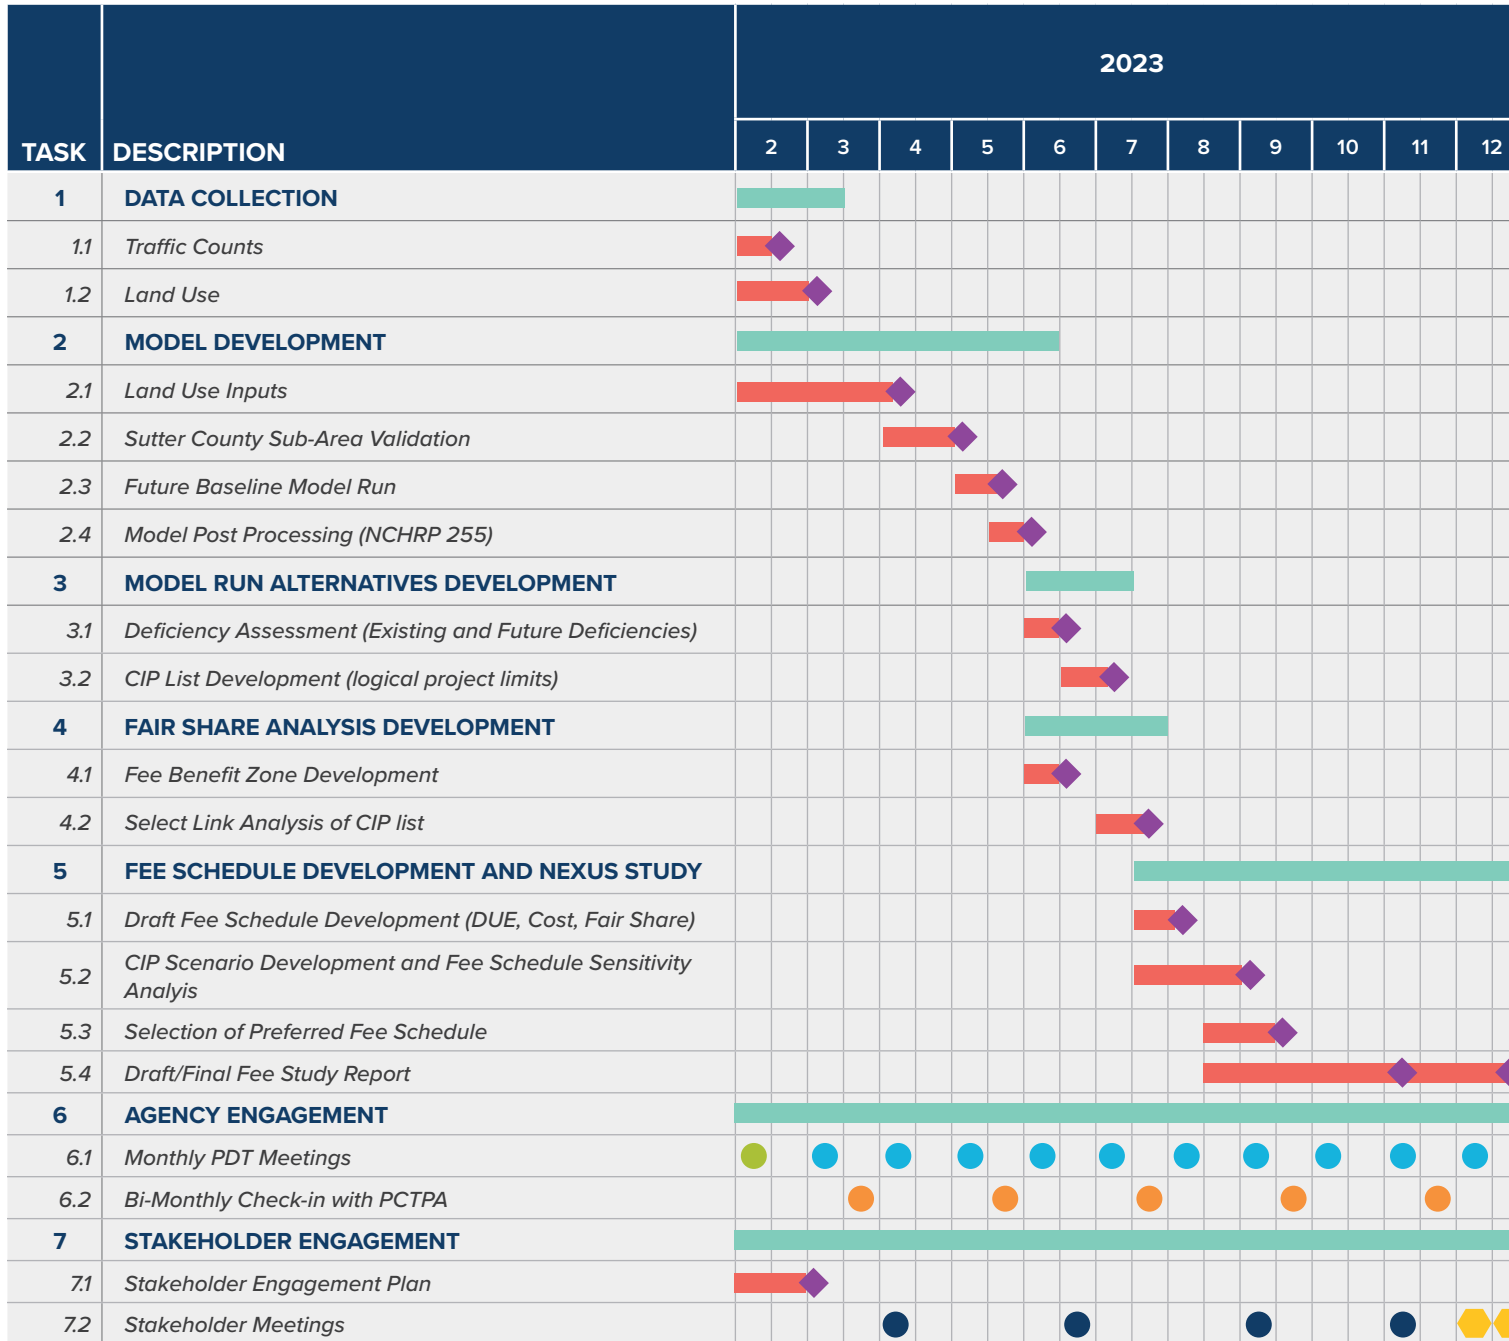 2023
TASK DESCRIPTION
2 3 4 5 6 7 8 9 10 11 12
1 DATA COLLECTION
1.1 Traffic Counts
1.2 Land Use
2 MODEL DEVELOPMENT
2.1 Land Use Inputs
2.2 Sutter County Sub-Area Validation
2.3 Future Baseline Model Run
2.4 Model Post Processing (NCHRP 255)
3 MODEL RUN ALTERNATIVES DEVELOPMENT
3.1 Deficiency Assessment (Existing and Future Deficiencies)
3.2 CIP List Development (logical project limits)
4 FAIR SHARE ANALYSIS DEVELOPMENT
4.1 Fee Benefit Zone Development
4.2 Select Link Analysis of CIP list
5 FEE SCHEDULE DEVELOPMENT AND NEXUS STUDY
5.1 Draft Fee Schedule Development (DUE, Cost, Fair Share)
5.2 CIP Scenario Development and Fee Schedule Sensitivity
Analyis
5.3 Selection of Preferred Fee Schedule
5.4 Draft/Final Fee Study Report
6 AGENCY ENGAGEMENT
6.1 Monthly PDT Meetings
6.2 Bi-Monthly Check-in with PCTPA
7 STAKEHOLDER ENGAGEMENT
7.1 Stakeholder Engagement Plan
7.2 Stakeholder Meetings